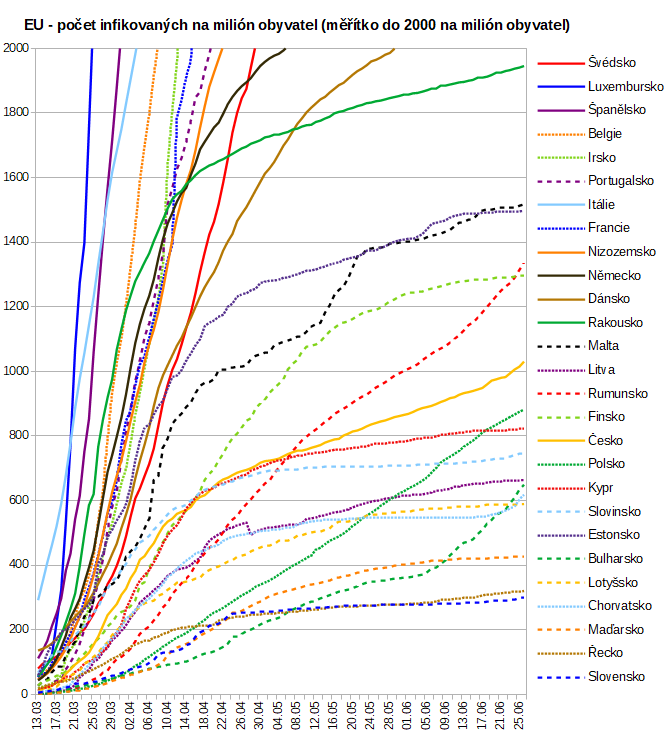 EU - počet infikovaných na milión obyvatel (měřítko do 2000 na milión obyvatel)
2000
1800
1600
1400
1200
1000
800
600
400
200
0
13.03
17.03
21.03
25.03
29.03
02.04
06.04
10.04
14.04
18.04
22.04
26.04
30.04
04.05
08.05
12.05
16.05
20.05
24.05
28.05
01.06
05.06
09.06
13.06
17.06
21.06
25.06
Švédsko
Luxembursko
Španělsko
Belgie
Irsko
Portugalsko
Itálie
Francie
Nizozemsko
Německo
Dánsko
Rakousko
Malta
Litva
Rumunsko
Finsko
Česko
Polsko
Kypr
Slovinsko
Estonsko
Bulharsko
Lotyšsko
Chorvatsko
Maďarsko
Řecko
Slovensko